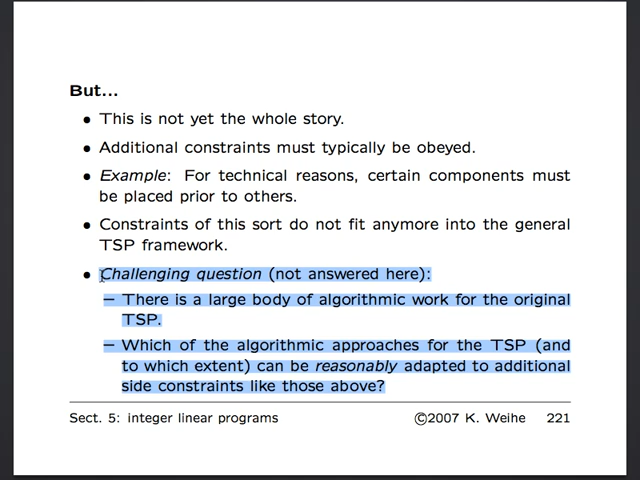 But...
• This is not yet the whole story.
• Additional constraints must typically be obeyed.
• Example: For technical reasons, certain components must
be placed prior to others.
• Constraints of this sort do not fit anymore into the general
TSP framework.
• Challenging question (not answered here):
– There is a large body of algorithmic work for the original
TSP.
– Which of the algorithmic approaches for the TSP (and
to which extent) can be reasonably adapted to additional
side constraints like those above?
Sect. 5: integer linear programs ©2007 K. Weihe 221